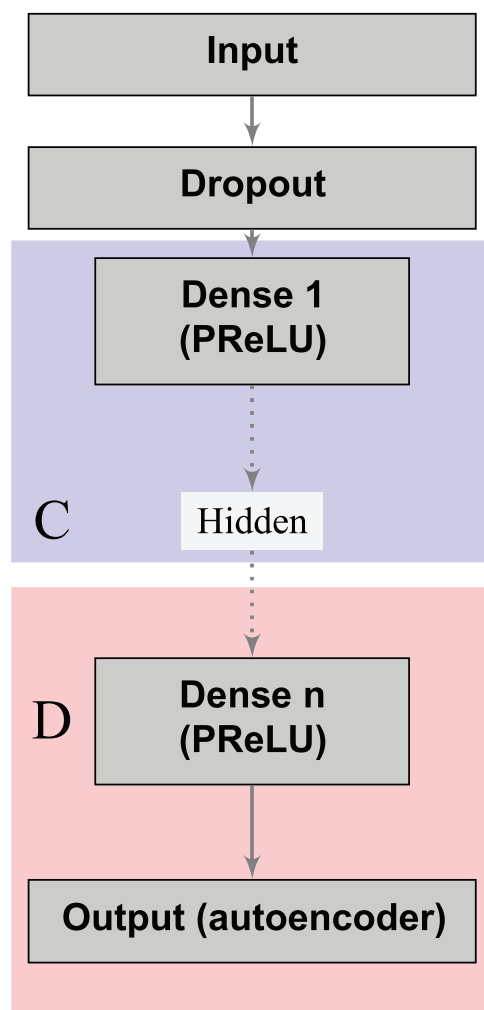 Input
Dropout
Dense 1
(PReLU)
C
Hidden
D
Dense n
(PReLU)
Output (autoencoder)